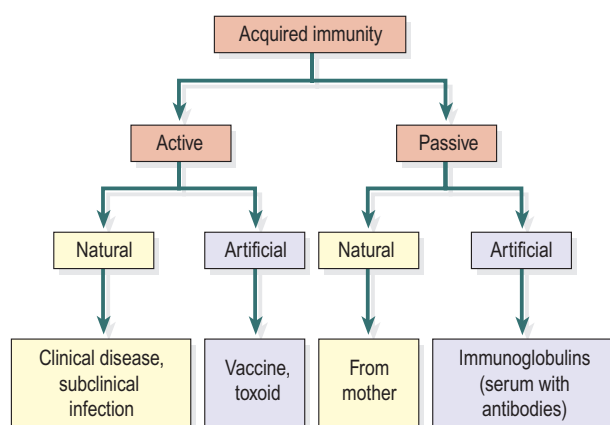 Acquired immunity
Active
Passive
Natural
Artificial
Natural
Artificial
Clinical disease,
subclinical
infection
Vaccine,
toxoid
From
mother
Immunoglobulins
(serum with
antibodies)